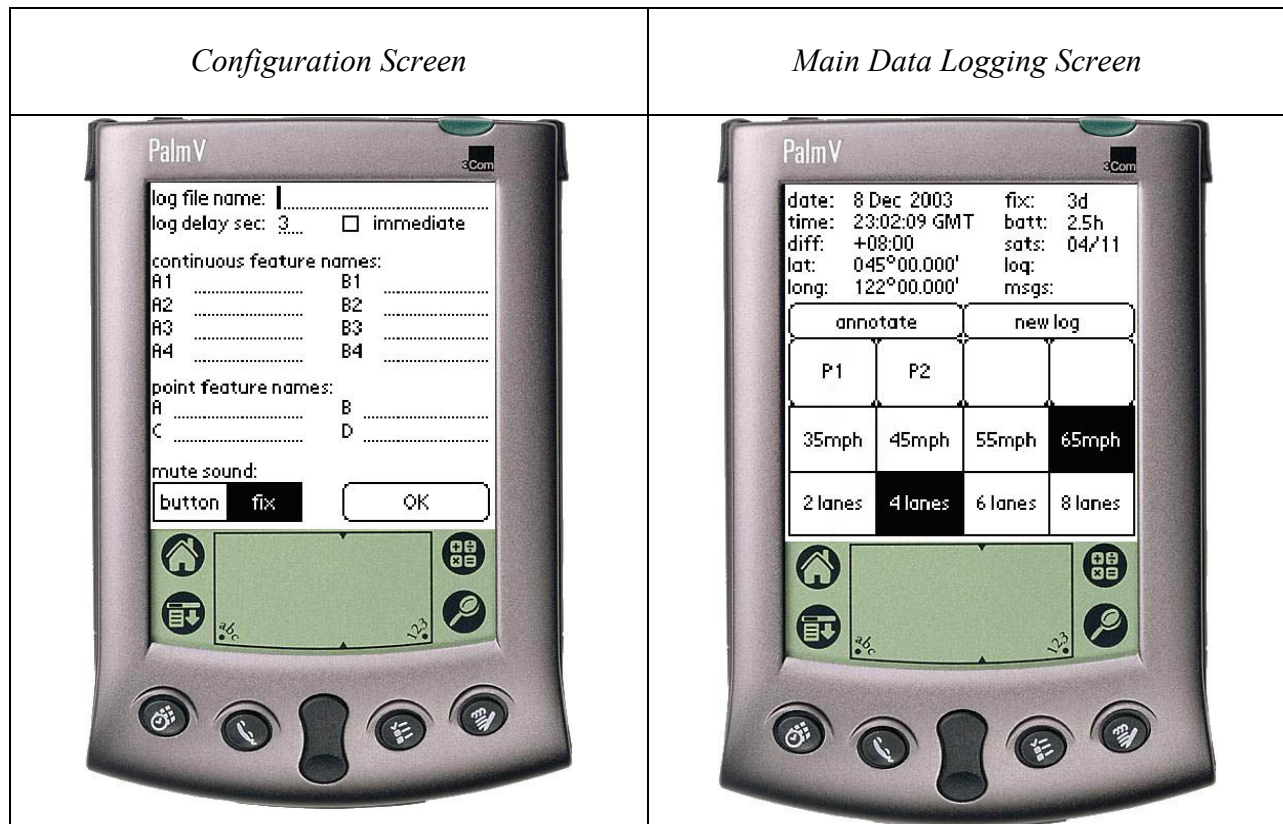 Configuration Screen
Main Data Logging Screen
PalmV
3Com
log file name:
log delay sec: 3 immediate
continuous feature names:
A1 B1
A2 B2
A3 B3
A4 B4
point feature names:
A B
C D
mute sound:
button fix OK
abc 123
PalmV
3Com
date: 8 Dec 2003 fix: 3d
time: 23:02:09 GMT batt: 2.5h
diff: +08:00 sats: 04/11
lat: 045°00.000' log:
long: 122°00.000' msgs:
annotate new log
P1 P2
35mph 45mph 55mph 65mph
2 lanes 4 lanes 6 lanes 8 lanes
abc 123